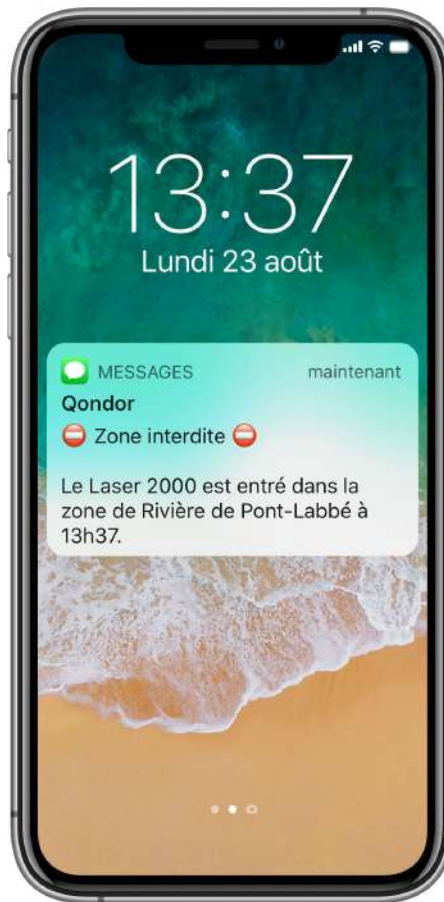 13:37
Lundi 23 août
MESSAGES maintenant
Qondor
⛔ Zone interdite ⛔
Le Laser 2000 est entré dans la
zone de Rivière de Pont-Labbé à
13h37.